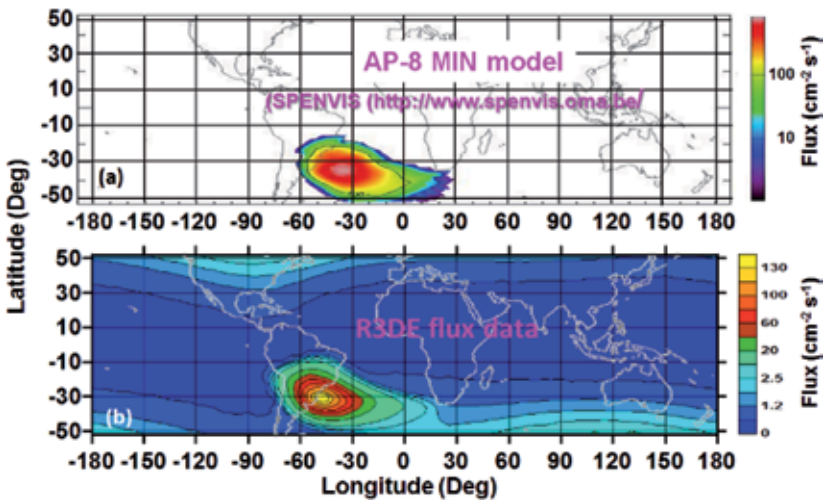 50
30
10
-10
-30
-50
AP-8 MIN model
(SPENVIS (http://www.spenvis.oma.be/
(a)
-180 -150 -120 -90 -60 -30 0 30 60 90 120 150 180
100
10
Flux (cm-2 s-1)
Latitude (Deg)
50
30
10
-10
-30
-50
R3DE flux data
(b)
-180 -150 -120 -90 -60 -30 0 30 60 90 120 150 180
Longitude (Deg)
130
100
60
20
2.5
1.2
0
Flux (cm-2 s-1)